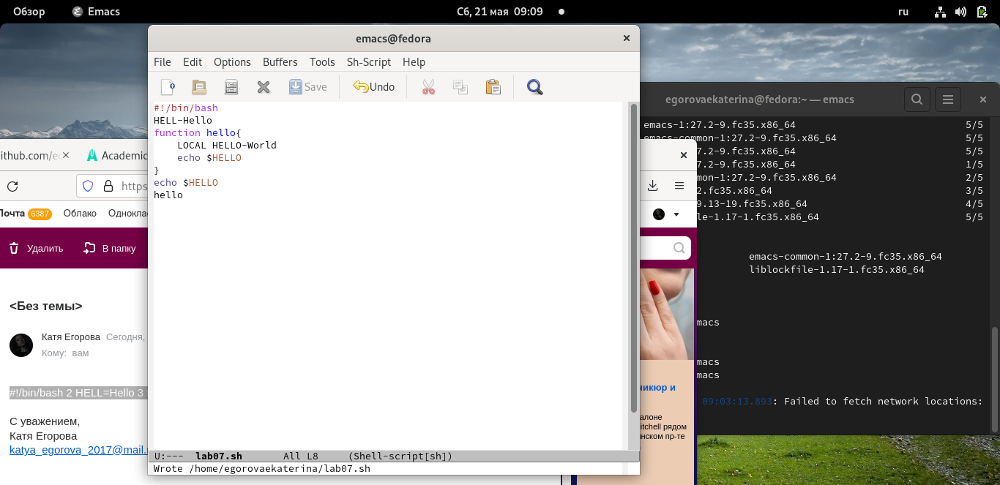 Обзор
Emacs
Сб, 21 мая 09:09
ru
emacs@fedora
File Edit Options Buffers Tools Sh-Script Help
Save
Undo
#!/bin/bash
HELL-Hello
function hello{
    LOCAL HELLO-World
    echo $HELLO
}
echo $HELLO
hello
U:--- lab07.sh All L8 (Shell-script[sh])
Wrote /home/egorovaekaterina/lab07.sh
egorovaekaterina@fedora:~ — emacs
emacs-1:27.2-9.fc35.x86_64 5/5
emacs-common-1:27.2-9.fc35.x86_64 5/5
7.2-9.fc35.x86_64 5/5
7.2-9.fc35.x86_64 1/5
mon-1:27.2-9.fc35.x86_64 2/5
2.fc35.x86_64 3/5
9.13-19.fc35.x86_64 4/5
le-1.17-1.fc35.x86_64 5/5
emacs-common-1:27.2-9.fc35.x86_64
liblockfile-1.17-1.fc35.x86_64
macs
macs
macs
09:03:13.893: Failed to fetch network locations:
ithub.com/e
Academic
https
Почта 6387 Облако Однокла
Удалить В папку
<Без темы>
Катя Егорова Сегодня,
Кому: вам
#!/bin/bash 2 HELL=Hello 3
С уважением,
Катя Егорова
katya_egorova_2017@mail.
никюр и
алоне
itchell рядом
инском пр-те